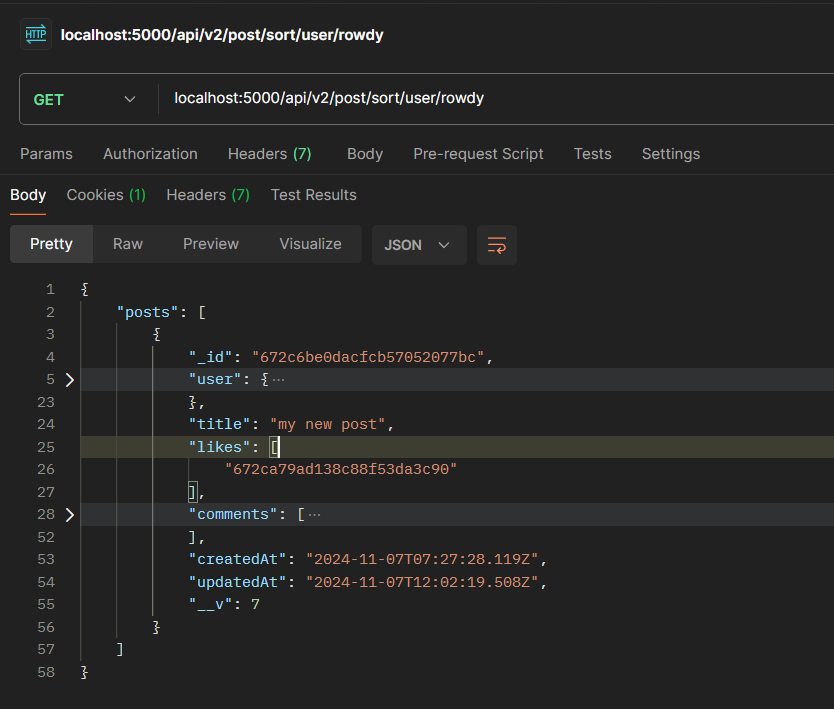 HTTP localhost:5000/api/v2/post/sort/user/rowdy
GET localhost:5000/api/v2/post/sort/user/rowdy
Params Authorization Headers (7) Body Pre-request Script Tests Settings
Body Cookies (1) Headers (7) Test Results
Pretty Raw Preview Visualize JSON
1 {
2 "posts": [
3 {
4 "_id": "672c6be0dacfcb57052077bc",
5 "user": { ...
23 },
24 "title": "my new post",
25 "likes": [
26 "672ca79ad138c88f53da3c90"
27 ],
28 "comments": [ ...
52 ],
53 "createdAt": "2024-11-07T07:27:28.119Z",
54 "updatedAt": "2024-11-07T12:02:19.508Z",
55 "__v": 7
56 }
57 ]
58 }